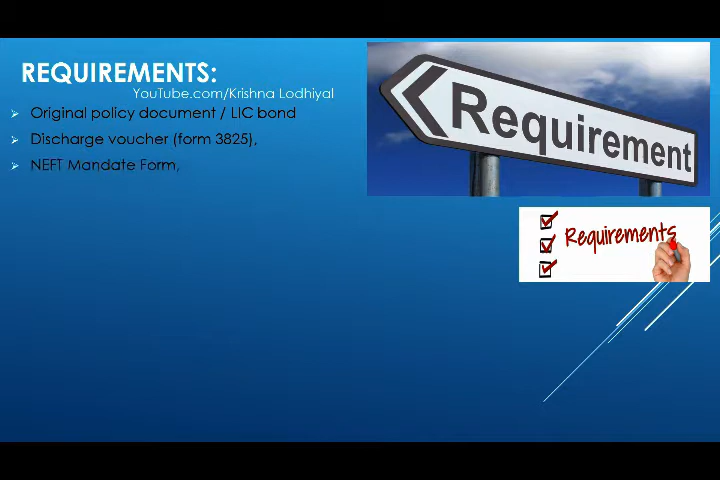 REQUIREMENTS:
YouTube.com/Krishna Lodhiyal
Original policy document / LIC bond
Discharge voucher (form 3825),
NEFT Mandate Form,
Requirement
Requirements